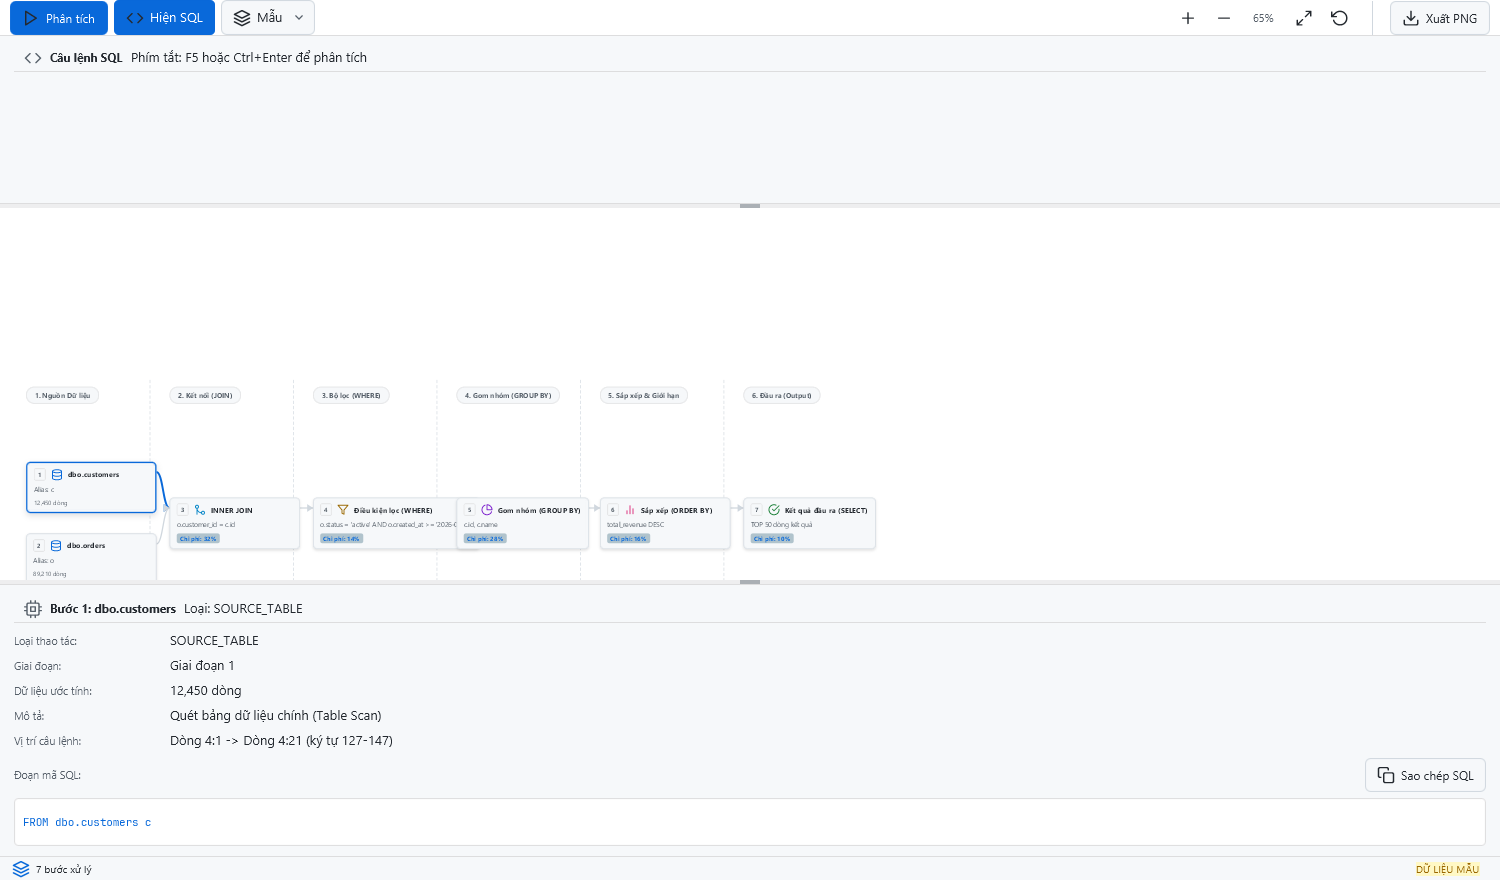 Phân tích
Hiện SQL
Mẫu
65%
Xuất PNG
Câu lệnh SQL Phím tắt: F5 hoặc Ctrl+Enter để phân tích
1. Nguồn Dữ liệu
2. Kết nối (JOIN)
3. Bộ lọc (WHERE)
4. Gom nhóm (GROUP BY)
5. Sắp xếp & Giới hạn
6. Đầu ra (Output)
1 dbo.customers
Alias: c
12,450 dòng
2 dbo.orders
Alias: o
89,210 dòng
3 INNER JOIN
o.customer_id = c.id
Chi phí: 32%
4 Điều kiện lọc (WHERE)
o.status = 'active' AND o.created_at >= '2026-
Chi phí: 14%
5 Gom nhóm (GROUP BY)
c.id, c.name
Chi phí: 28%
6 Sắp xếp (ORDER BY)
total_revenue DESC
Chi phí: 16%
7 Kết quả đầu ra (SELECT)
TOP 50 dòng kết quả
Chi phí: 10%
Bước 1: dbo.customers Loại: SOURCE_TABLE
Loại thao tác: SOURCE_TABLE
Giai đoạn: Giai đoạn 1
Dữ liệu ước tính: 12,450 dòng
Mô tả: Quét bảng dữ liệu chính (Table Scan)
Vị trí câu lệnh: Dòng 4:1 -> Dòng 4:21 (ký tự 127-147)
Đoạn mã SQL:
Sao chép SQL
FROM dbo.customers c
7 bước xử lý
DỮ LIỆU MẪU